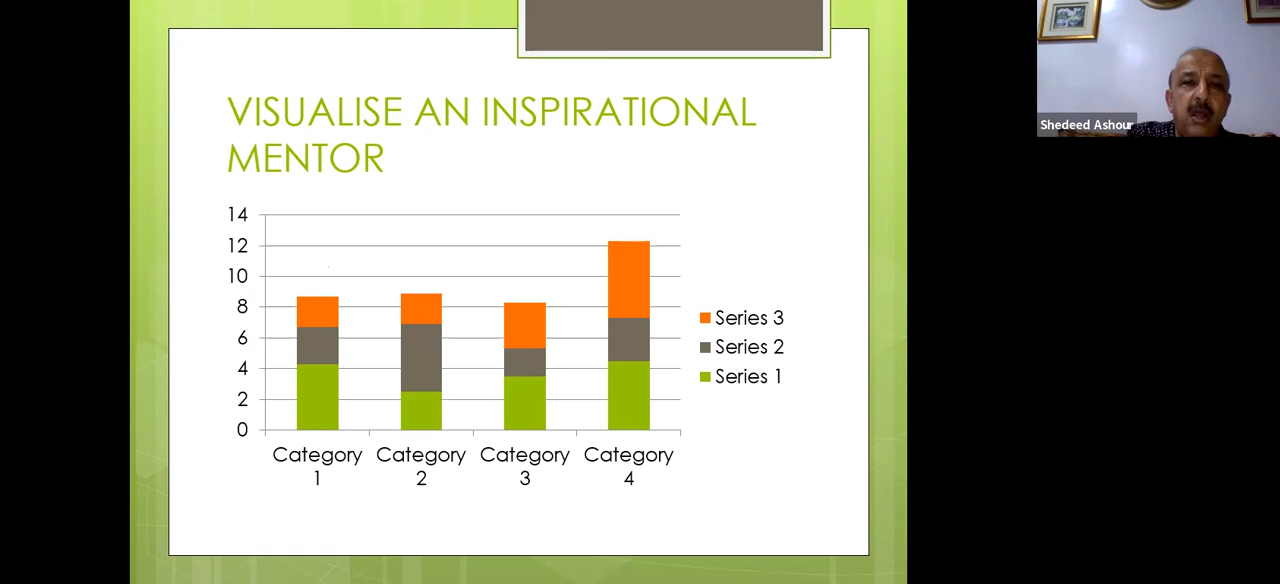 VISUALISE AN INSPIRATIONAL
MENTOR
14
12
10
8
6
4
2
0
Category
1
Category
2
Category
3
Category
4
Series 3
Series 2
Series 1
Shedeed Ashour